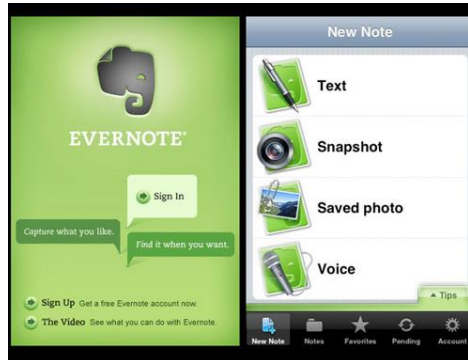 EVERNOTE®
Sign In
Capture what you like.
Find it when you want.
Sign Up Get a free Evernote account now.
The Video See what you can do with Evernote.
New Note
Text
Snapshot
Saved photo
Voice
Tips
New Note Notes Favorites Pending Account